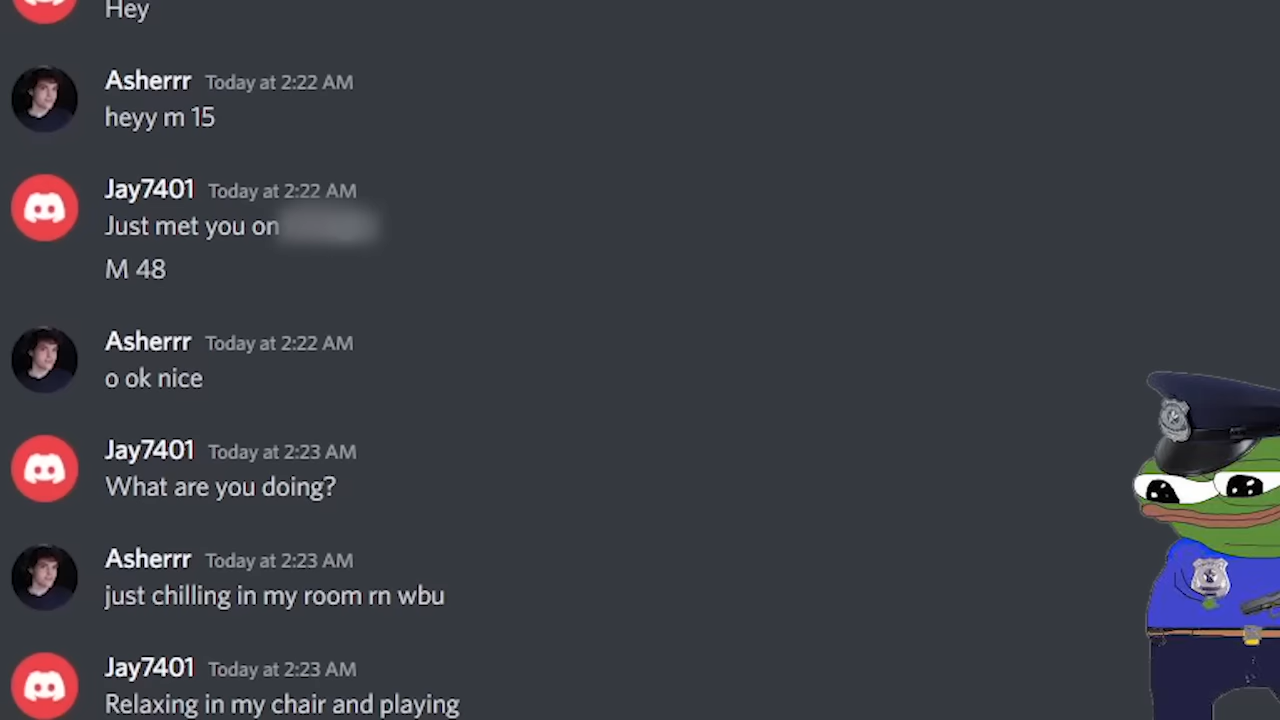 Hey
Asherrr Today at 2:22 AM
heyy m 15
Jay7401 Today at 2:22 AM
Just met you on
M 48
Asherrr Today at 2:22 AM
o ok nice
Jay7401 Today at 2:23 AM
What are you doing?
Asherrr Today at 2:23 AM
just chilling in my room rn wbu
Jay7401 Today at 2:23 AM
Relaxing in my chair and playing